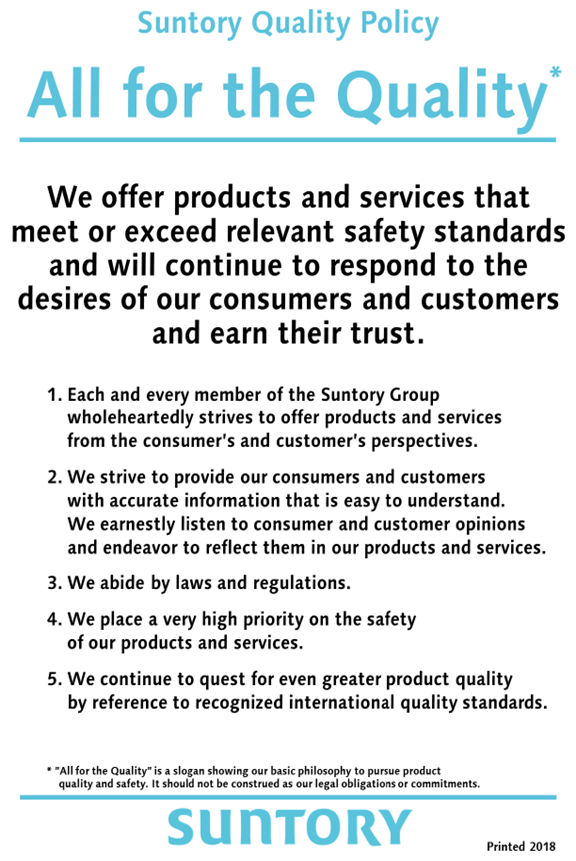 Suntory Quality Policy
All for the Quality*
We offer products and services that
meet or exceed relevant safety standards
and will continue to respond to the
desires of our consumers and customers
and earn their trust.
1. Each and every member of the Suntory Group
wholeheartedly strives to offer products and services
from the consumer's and customer's perspectives.
2. We strive to provide our consumers and customers
with accurate information that is easy to understand.
We earnestly listen to consumer and customer opinions
and endeavor to reflect them in our products and services.
3. We abide by laws and regulations.
4. We place a very high priority on the safety
of our products and services.
5. We continue to quest for even greater product quality
by reference to recognized international quality standards.
* "All for the Quality" is a slogan showing our basic philosophy to pursue product
quality and safety. It should not be construed as our legal obligations or commitments.
SUNTORY
Printed 2018